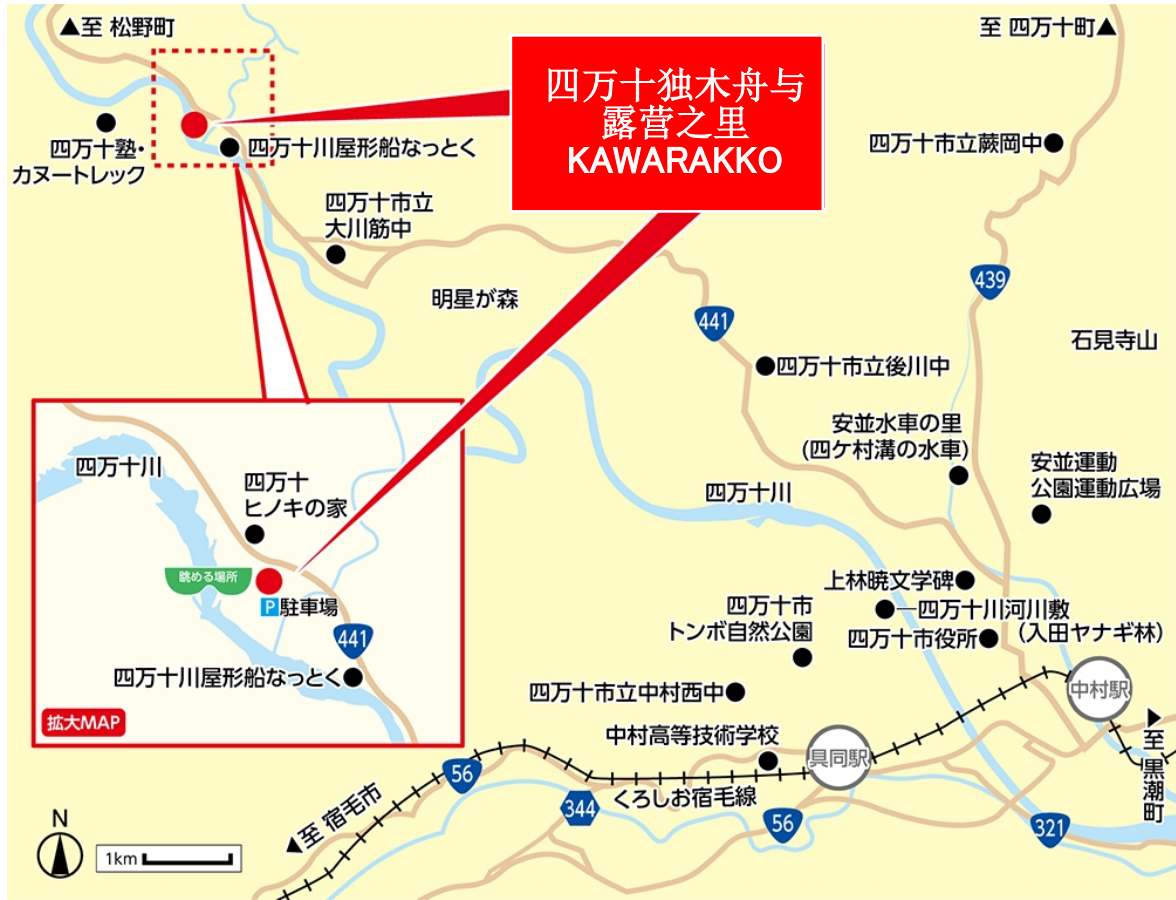 ▲至 松野町
至 四万十町▲
四万十独木舟与
露营之里
KAWARAKKO
四万十塾・
カヌートレック
四万十川屋形船なっとく
四万十市立蕨岡中
四万十市立
大川筋中
明星が森
439
441
石見寺山
四万十市立後川中
安並水車の里
(四ケ村溝の水車)
安並運動
公園運動広場
四万十川
四万十川
四万十
ヒノキの家
眺める場所
P駐車場
441
四万十川屋形船なっとく
拡大MAP
上林暁文学碑
四万十川河川敷
(入田ヤナギ林)
四万十市役所
四万十市
トンボ自然公園
四万十市立中村西中
中村駅
中村高等技術学校
具同駅
▲至 黒潮町
56
344
くろしお宿毛線
56
321
▲至 宿毛市
N
1km